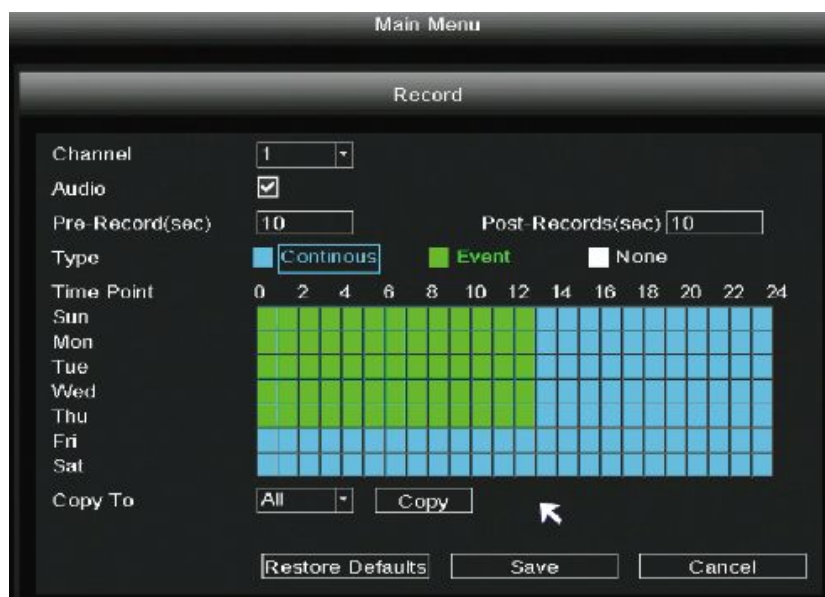 Main Menu
Record
Channel 1
Audio
Pre-Record(sec) 10 Post-Records(sec) 10
Type Continous Event None
Time Point 0 2 4 6 8 10 12 14 16 18 20 22 24
Sun
Mon
Tue
Wed
Thu
Fri
Sat
Copy To All Copy
Restore Defaults Save Cancel